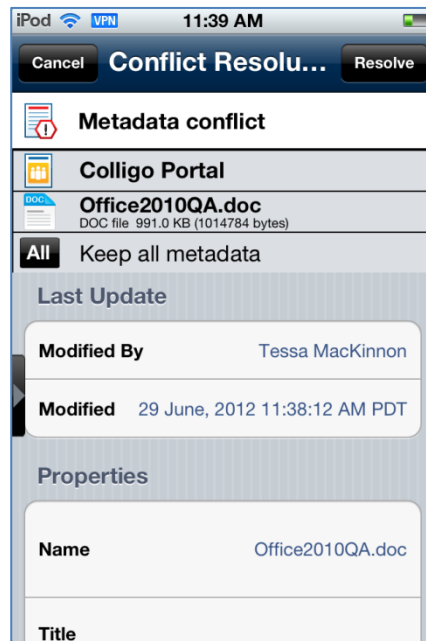 iPod VPN 11:39 AM
Cancel Conflict Resolu... Resolve
Metadata conflict
Colligo Portal
DOC Office2010QA.doc
DOC file 991.0 KB (1014784 bytes)
All Keep all metadata
Last Update
Modified By Tessa MacKinnon
Modified 29 June, 2012 11:38:12 AM PDT
Properties
Name Office2010QA.doc
Title